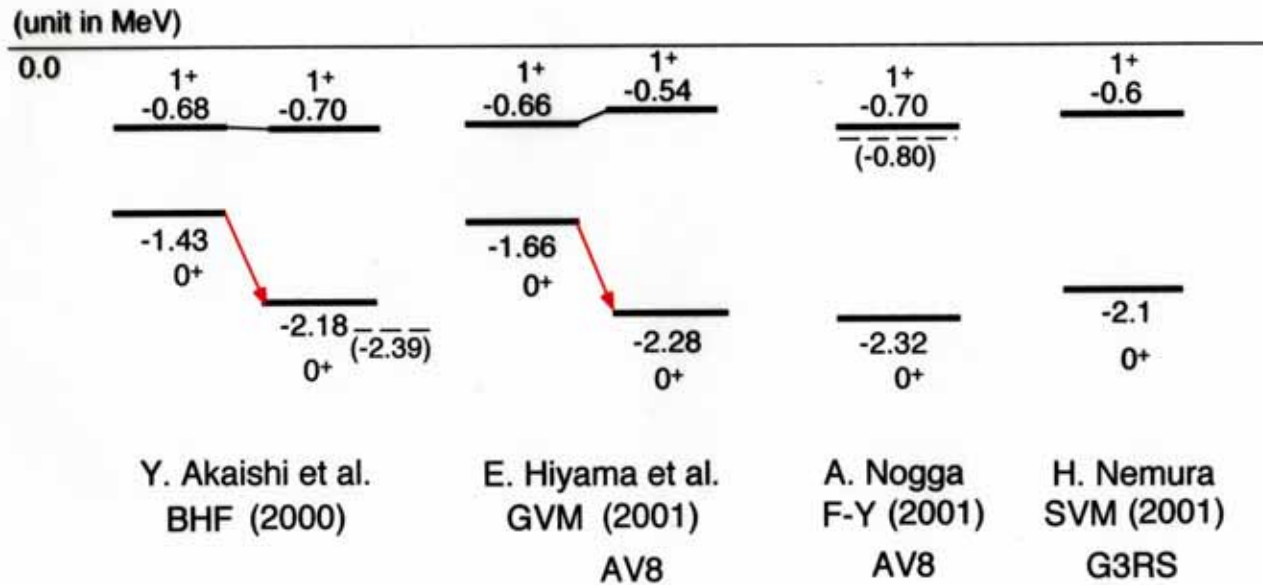 (unit in MeV)
0.0
1+
-0.68
1+
-0.70
-1.43
0+
-2.18
(-2.39)
0+
Y. Akaishi et al.
BHF (2000)
1+
-0.66
1+
-0.54
-1.66
0+
-2.28
0+
E. Hiyama et al.
GVM (2001)
AV8
1+
-0.70
(-0.80)
-2.32
0+
A. Nogga
F-Y (2001)
AV8
1+
-0.6
-2.1
0+
H. Nemura
SVM (2001)
G3RS